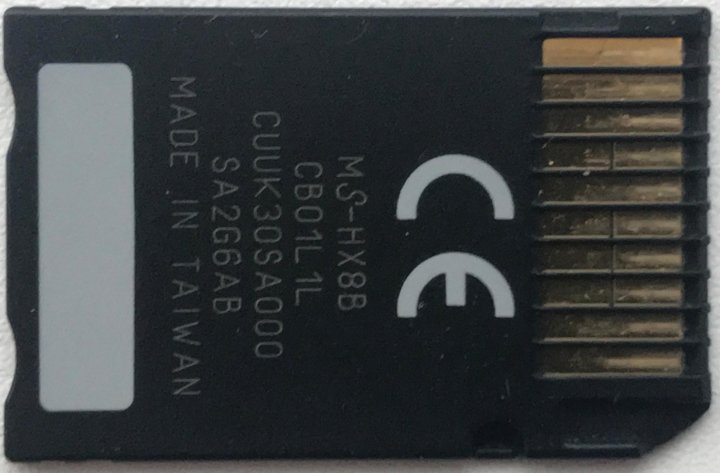 CE
MS-HX8B
CB01L1L
CUUK30SA000
SA2G6AB
MADE IN TAIWAN